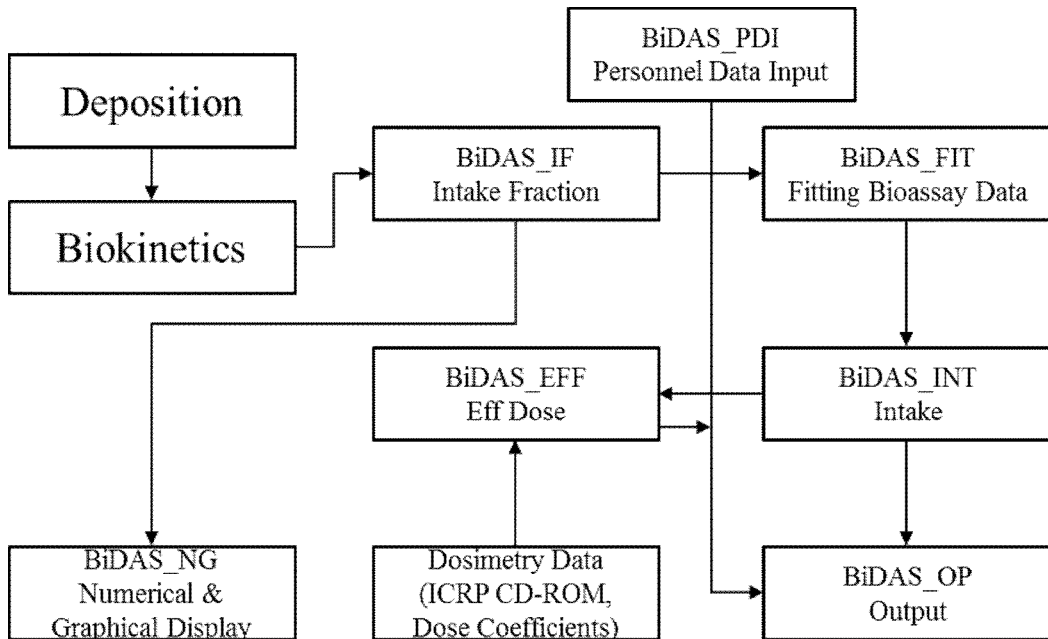 BiDAS_PDI
Personnel Data Input
Deposition
BiDAS_IF
Intake Fraction
BiDAS_FIT
Fitting Bioassay Data
Biokinetics
BiDAS_EFF
Eff Dose
BiDAS_INT
Intake
BiDAS_NG
Numerical &
Graphical Display
Dosimetry Data
(ICRP CD-ROM,
Dose Coefficients)
BiDAS_OP
Output